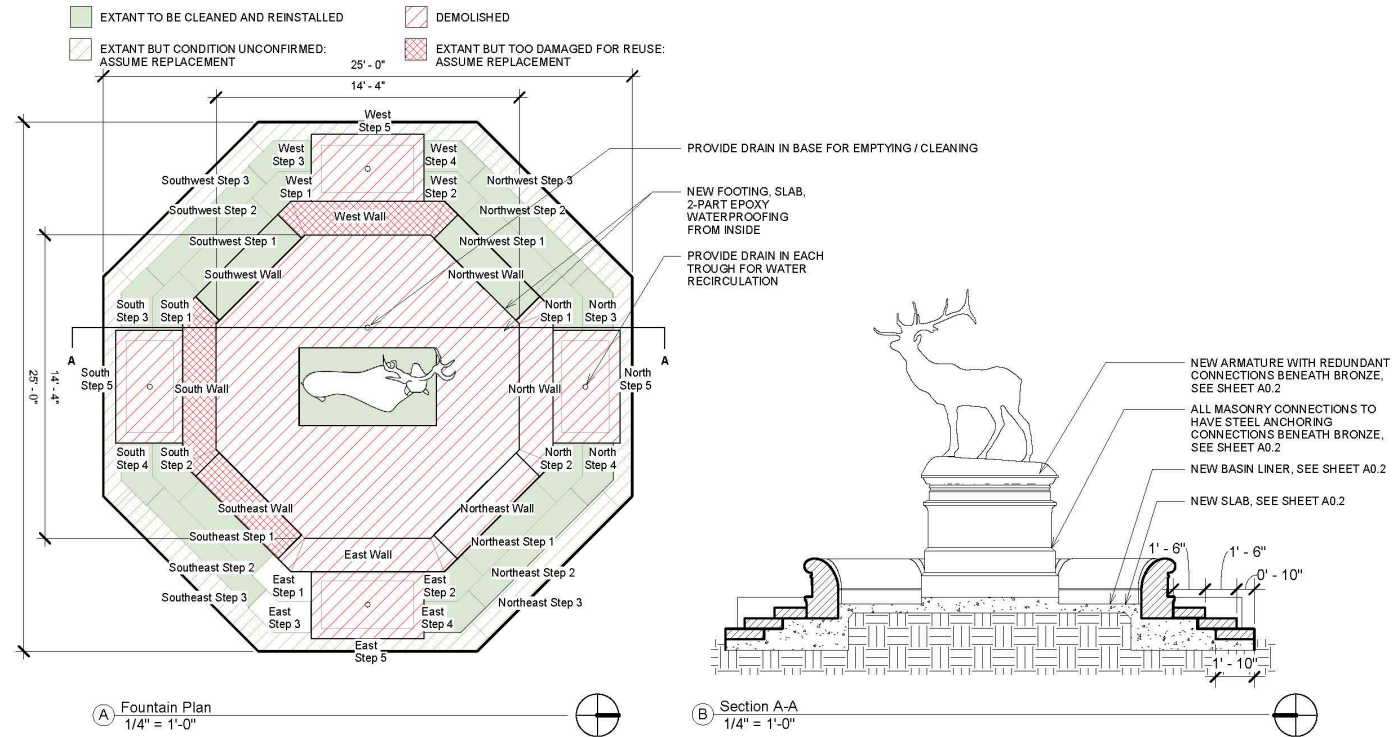 EXTANT TO BE CLEANED AND REINSTALLED
DEMOLISHED
EXTANT BUT CONDITION UNCONFIRMED:
ASSUME REPLACEMENT
EXTANT BUT TOO DAMAGED FOR REUSE:
ASSUME REPLACEMENT
25' - 0"
14' - 4"
West
Step 5
West
Step 3
West
Step 4
West
Step 1
West
Step 2
Southwest Step 3
Northwest Step 3
Southwest Step 2
Northwest Step 2
West Wall
Southwest Step 1
Northwest Step 1
Southwest Wall
Northwest Wall
South
Step 3
South
Step 1
North
Step 1
North
Step 3
A
A
South
Step 5
South Wall
North Wall
North
Step 5
25' - 0"
14' - 4"
South
Step 4
South
Step 2
North
Step 2
North
Step 4
Southeast Wall
Northeast Wall
Southeast Step 1
Northeast Step 1
East Wall
Southeast Step 2
Northeast Step 2
Southeast Step 3
Northeast Step 3
East
Step 1
East
Step 2
East
Step 3
East
Step 4
East
Step 5
PROVIDE DRAIN IN BASE FOR EMPTYING / CLEANING
NEW FOOTING, SLAB,
2-PART EPOXY
WATERPROOFING
FROM INSIDE
PROVIDE DRAIN IN EACH
TROUGH FOR WATER
RECIRCULATION
NEW ARMATURE WITH REDUNDANT
CONNECTIONS BENEATH BRONZE,
SEE SHEET A0.2
ALL MASONRY CONNECTIONS TO
HAVE STEEL ANCHORING
CONNECTIONS BENEATH BRONZE,
SEE SHEET A0.2
NEW BASIN LINER, SEE SHEET A0.2
NEW SLAB, SEE SHEET A0.2
1' - 6"
1' - 6"
0' - 10"
1' - 10"
A
Fountain Plan
1/4" = 1'-0"
B
Section A-A
1/4" = 1'-0"